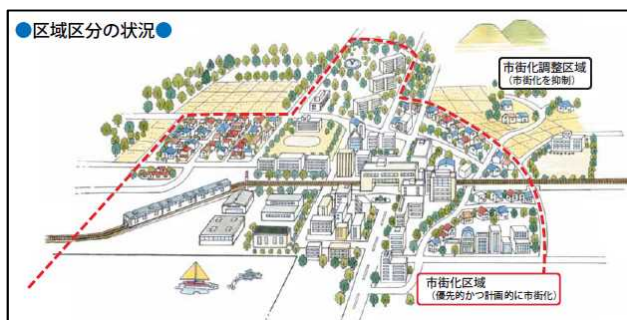 ●区域区分の状況●
市街化調整区域
(市街化を抑制)
市街化区域
(優先的かつ計画的に市街化)